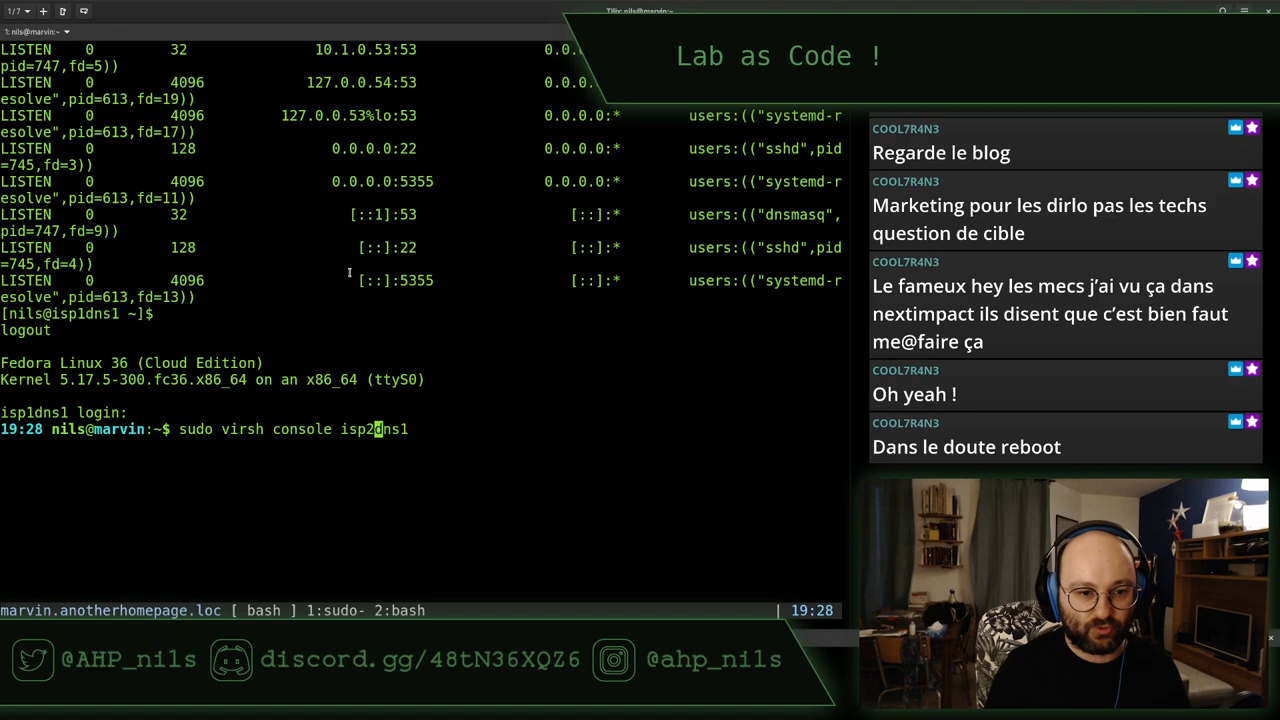 1/7
Tilix: nils@marvin:~
1: nils@marvin:~
LISTEN 0 32 10.1.0.53:53 0.0.0.
pid=747,fd=5))
LISTEN 0 4096 127.0.0.54:53 0.0.0.
esolve",pid=613,fd=19))
LISTEN 0 4096 127.0.0.53%lo:53 0.0.0.0:* users:(("systemd-r
esolve",pid=613,fd=17))
LISTEN 0 128 0.0.0.0:22 0.0.0.0:* users:(("sshd",pid
=745,fd=3))
LISTEN 0 4096 0.0.0.0:5355 0.0.0.0:* users:(("systemd-r
esolve",pid=613,fd=11))
LISTEN 0 32 [::1]:53 [::]:* users:(("dnsmasq",
pid=747,fd=9))
LISTEN 0 128 [::]:22 [::]:* users:(("sshd",pid
=745,fd=4))
LISTEN 0 4096 [::]:5355 [::]:* users:(("systemd-r
esolve",pid=613,fd=13))
[nils@isp1dns1 ~]$
logout
Fedora Linux 36 (Cloud Edition)
Kernel 5.17.5-300.fc36.x86_64 on an x86_64 (ttyS0)
isp1dns1 login:
19:28 nils@marvin:~$ sudo virsh console isp2dns1
marvin.anotherhomepage.loc [ bash ] 1:sudo- 2:bash | 19:28
Lab as Code !
COOL7R4N3
Regarde le blog
COOL7R4N3
Marketing pour les dirlo pas les techs
question de cible
COOL7R4N3
Le fameux hey les mecs j’ai vu ça dans
nextimpact ils disent que c’est bien faut
me@faire ça
COOL7R4N3
Oh yeah !
COOL7R4N3
Dans le doute reboot
@AHP_nils discord.gg/48tN36XQZ6 @ahp_nils